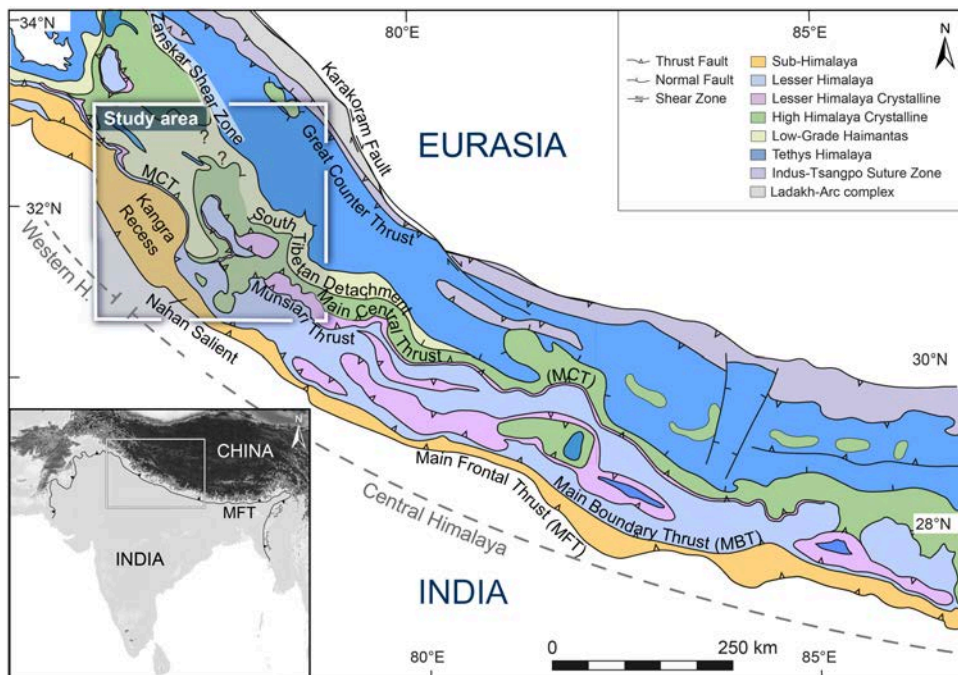 34°N
80°E
85°E
N
Thrust Fault
Normal Fault
Shear Zone
Sub-Himalaya
Lesser Himalaya
Lesser Himalaya Crystalline
High Himalaya Crystalline
Low-Grade Haimantas
Tethys Himalaya
Indus-Tsangpo Suture Zone
Ladakh-Arc complex
Zanskar Shear Zone
Karakoram Fault
Great Counter Thrust
EURASIA
Study area
?
?
?
MCT
32°N
Kangra
Recess
South Tibetan Detachment
Western H.
Nahan Salient
Munsiari Thrust
Main Central Thrust
(MCT)
30°N
Main Frontal Thrust (MFT)
Main Boundary Thrust (MBT)
28°N
Central Himalaya
INDIA
N
CHINA
MFT
INDIA
0
250 km
80°E
85°E